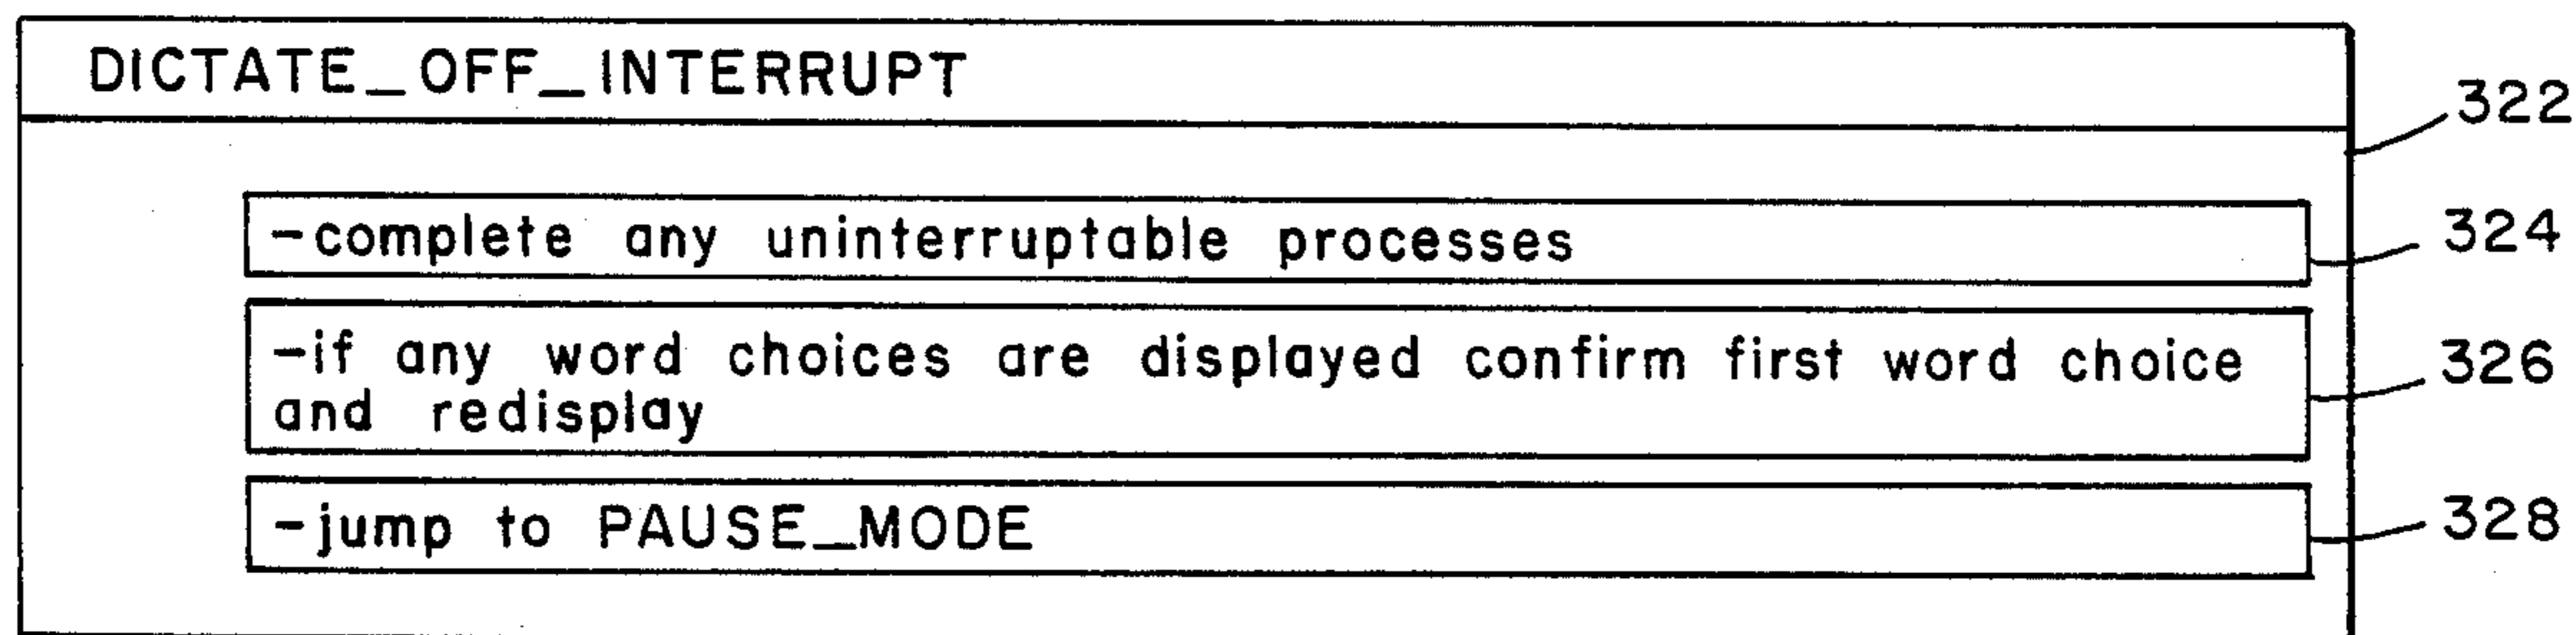 DICTATE_OFF_INTERRUPT
322
-complete any uninterruptable processes
324
-if any word choices are displayed confirm first word choice
and redisplay
326
-jump to PAUSE_MODE
328